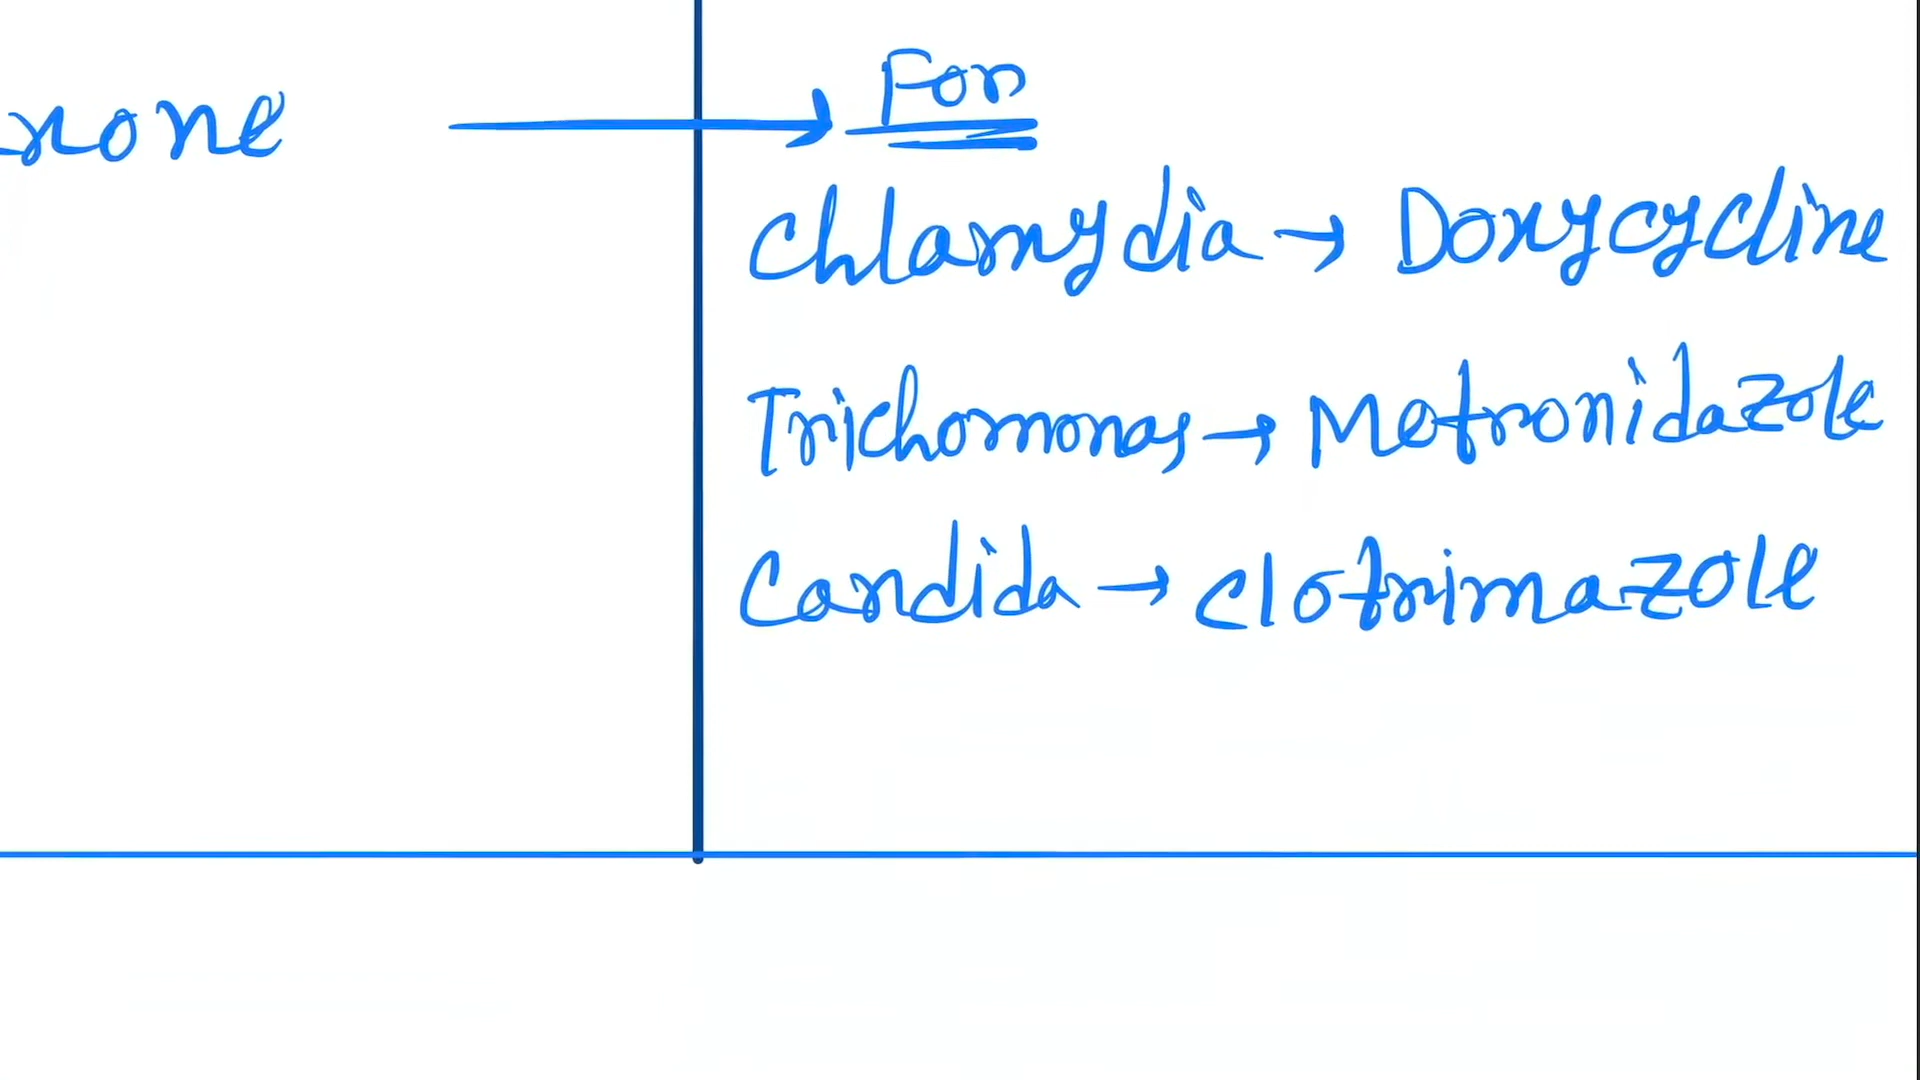 xone → For
Chlamydia → Doxycycline
Trichomonas → Metronidazole
Candida → clotrimazole